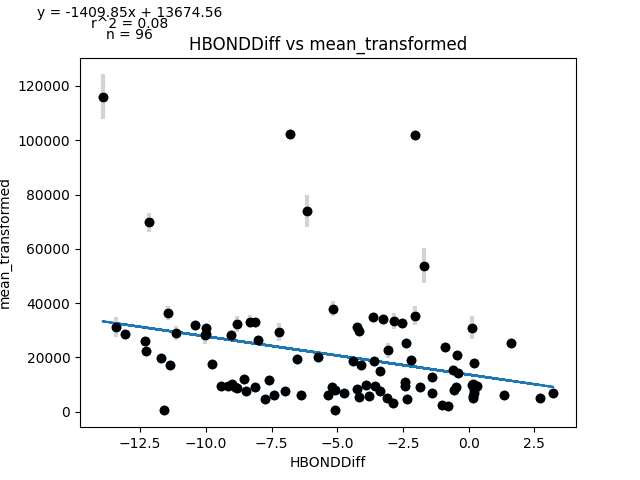 y = -1409.85x + 13674.56
r^2 = 0.08
n = 96
HBONDDiff vs mean_transformed
120000
100000
80000
60000
40000
20000
0
mean_transformed
−12.5 −10.0 −7.5 −5.0 −2.5 0.0 2.5
HBONDDiff